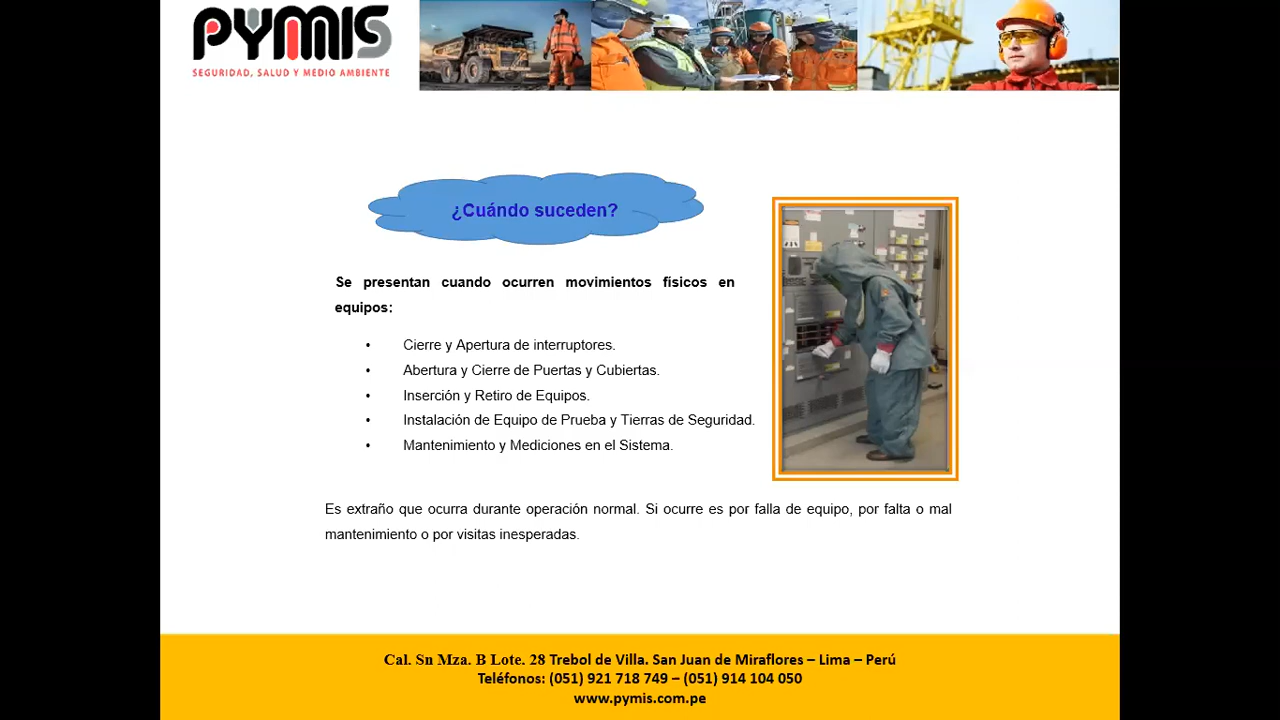 PYMIS
SEGURIDAD, SALUD Y MEDIO AMBIENTE
¿Cuándo suceden?
Se presentan cuando ocurren movimientos físicos en
equipos:
• Cierre y Apertura de interruptores.
• Abertura y Cierre de Puertas y Cubiertas.
• Inserción y Retiro de Equipos.
• Instalación de Equipo de Prueba y Tierras de Seguridad.
• Mantenimiento y Mediciones en el Sistema.
Es extraño que ocurra durante operación normal. Si ocurre es por falla de equipo, por falta o mal
mantenimiento o por visitas inesperadas.
Cal. Sn Mza. B Lote. 28 Trebol de Villa. San Juan de Miraflores – Lima – Perú
Teléfonos: (051) 921 718 749 – (051) 914 104 050
www.pymis.com.pe